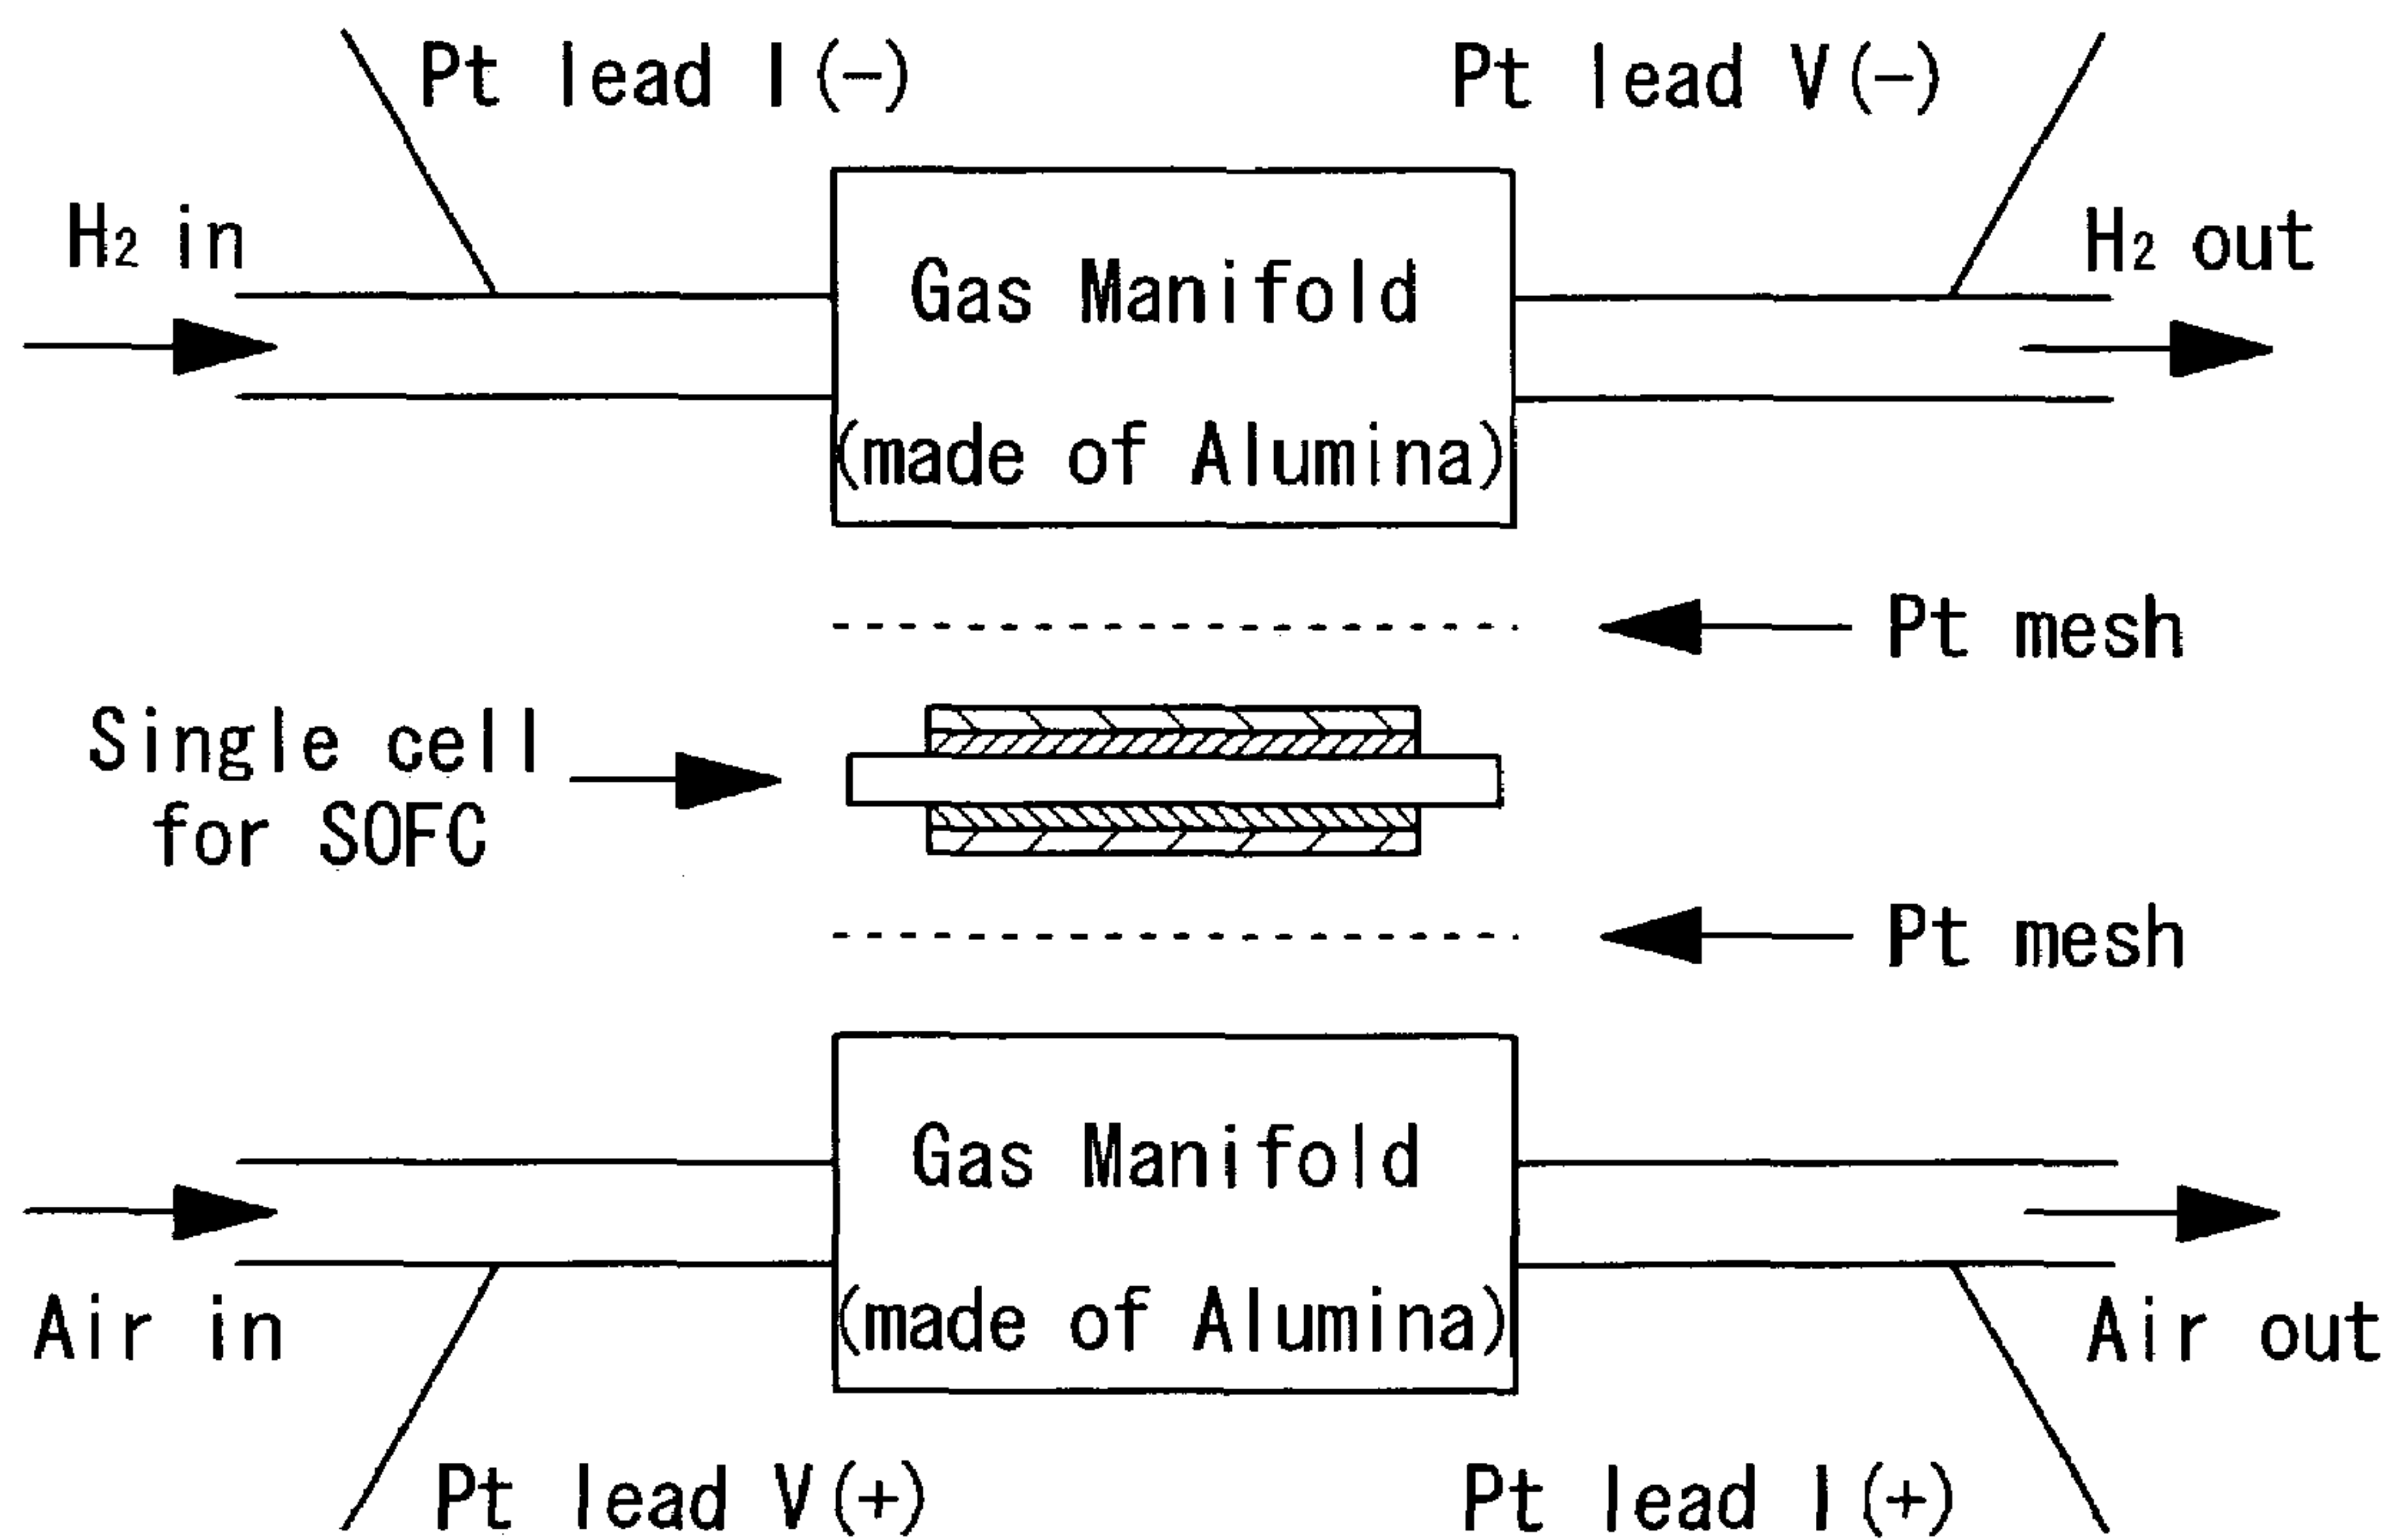 Pt lead I(−)
Pt lead V(−)
H2 in
H2 out
Gas Manifold
(made of Alumina)
Pt mesh
Single cell
for SOFC
Pt mesh
Gas Manifold
(made of Alumina)
Air in
Air out
Pt lead V(+)
Pt lead I(+)